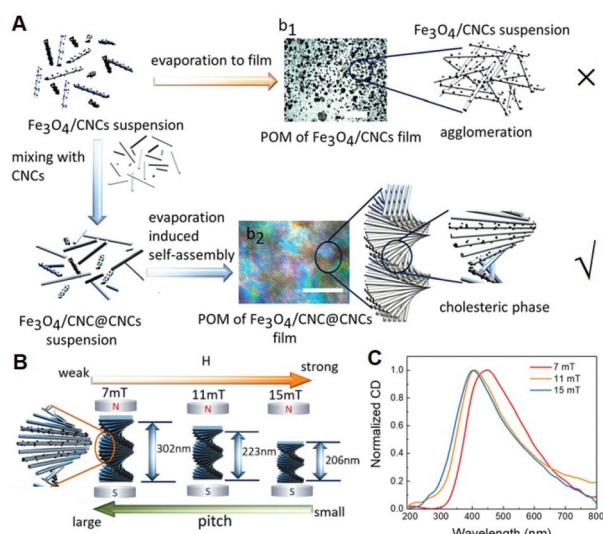 A
b1
Fe3O4/CNCs suspension
evaporation to film
Fe3O4/CNCs suspension
POM of Fe3O4/CNCs film
agglomeration
×
mixing with
CNCs
evaporation
induced
self-assembly
b2
cholesteric phase
√
Fe3O4/CNC@CNCs
suspension
POM of Fe3O4/CNC@CNCs
film
B
H
weak
strong
7mT
11mT
15mT
N
N
N
302nm
223nm
206nm
S
S
S
large
pitch
small
C
Normalized CD
1.0
0.8
0.6
0.4
0.2
0.0
7 mT
11 mT
15 mT
200 300 400 500 600 700 800
Wavelength (nm)